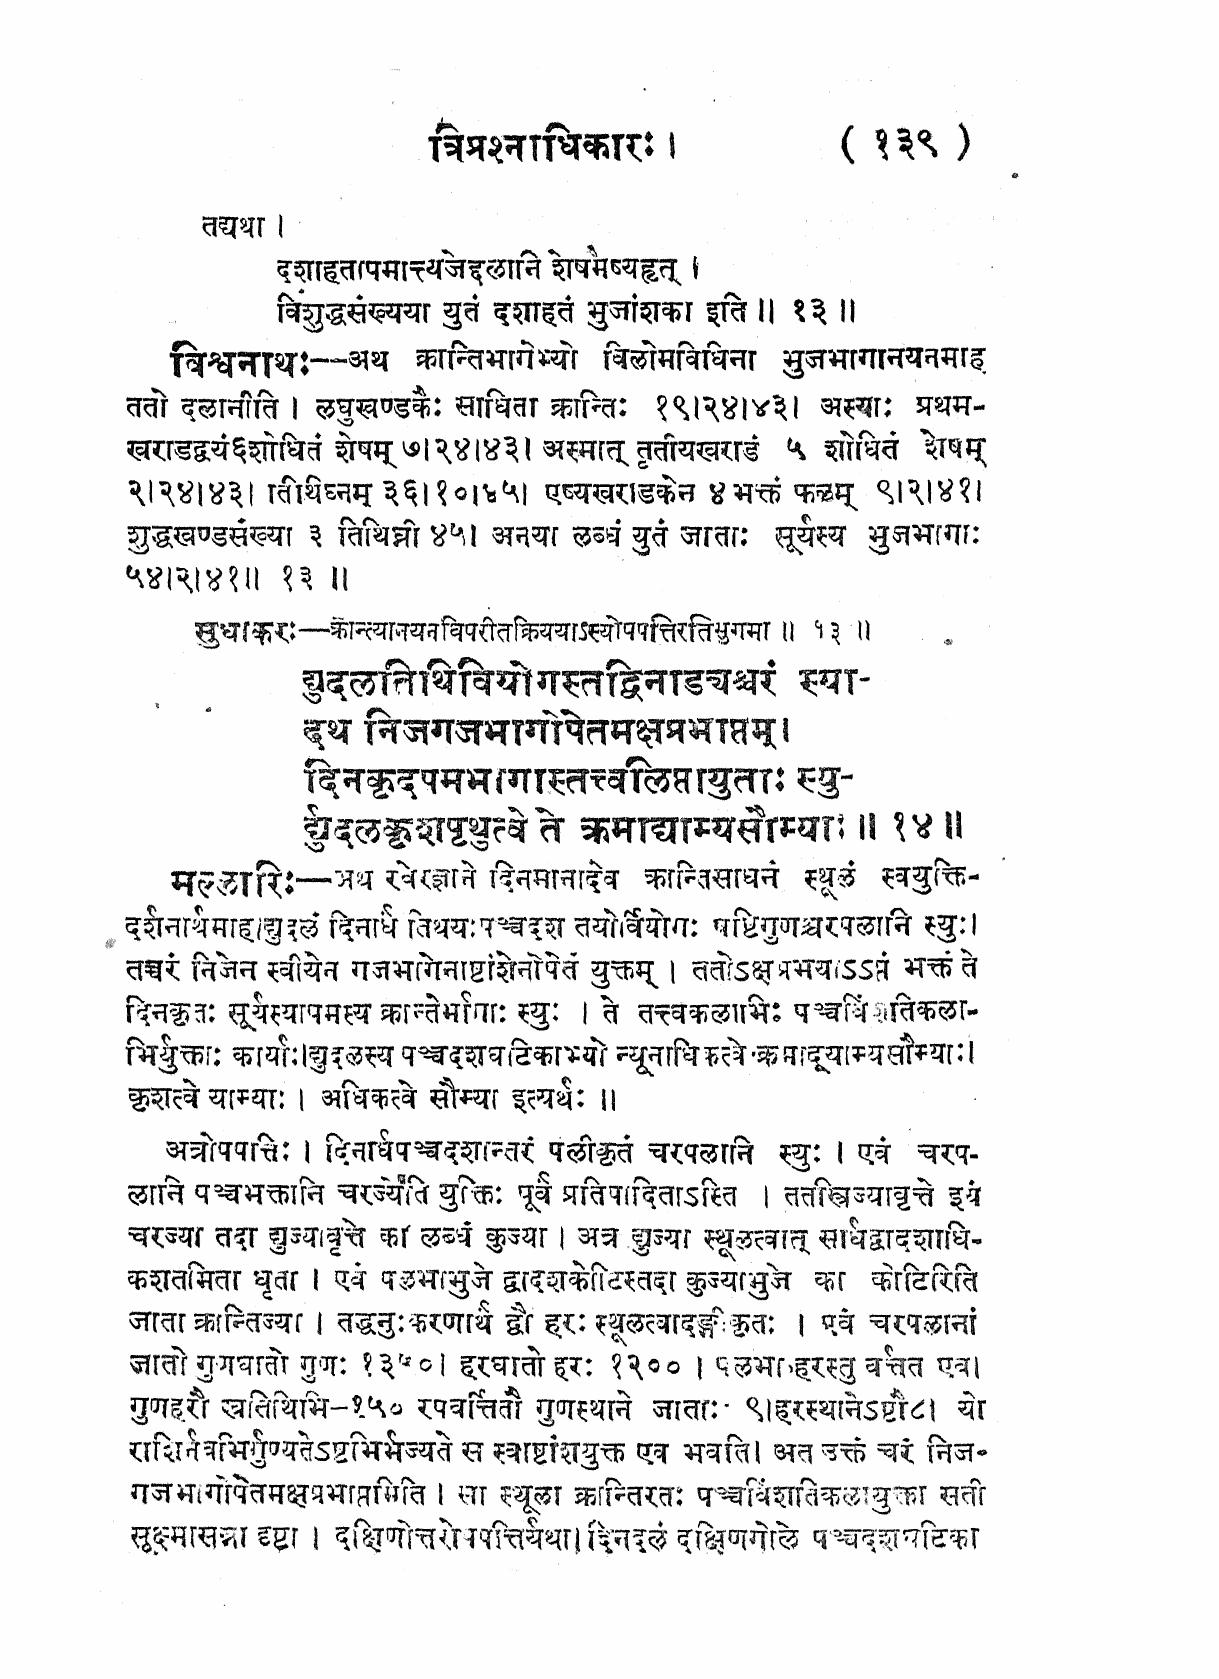 त्रिप्रश्नाधिकारः। ( १३९ )
तद्यथा ।
दशाहतापमात्त्यजेद्दलानि शेषमैष्यहृत् ।
विशुद्धसंख्यया युतं दशाहतं भुजांशका इति ॥ १३ ॥
विश्वनाथः--अथ क्रान्तिभागेभ्यो विलोमविधिना भुजभागानयनमाह
ततो दलानीति । लघुखण्डकैः साधिता क्रान्तिः १९।२४।४३। अस्याः प्रथम-
खराडद्वयं६शोधितं शेषम् ७।२४।४३। अस्मात् तृतीयखराडं ५ शोधितं शेषम्
२।२४।४३। तिथिघ्नम् ३६।१०।४५। एष्यखराडकेन ४ भक्तं फलम् ९।२।४१।
शुद्धखण्डसंख्या ३ तिथिघ्नी ४५। अनया लब्धं युतं जाताः सूर्यस्य भुजभागाः
५४।२।४१॥ १३ ॥
सुधाकरः—क्रान्त्यानयनविपरीतक्रिययाऽस्योपपत्तिरतिसुगमा ॥ १३ ॥
द्युदलतिथिवियोगस्तद्विनाडच्यश्चरं स्या-
दथ निजगजभागोपेतमक्षप्रभाप्तम्।
दिनकृदपमभागास्तत्त्वलिप्तायुताः स्यु-
र्द्युदलकृशपृथुत्वे ते क्रमाद्याम्यसौम्याः॥ १४॥
मल्लारिः—अथ रवेरज्ञाने दिनमानादेव क्रान्तिसाधनं स्थूलं स्वयुक्ति-
दर्शनार्थमाह।द्युदलं दिनार्धं तिथयःपञ्चदश तयोर्वियोगः षष्टिगुणश्चरपलानि स्युः।
तच्चरं निजेन स्वीयेन गजभागेनाष्टांशेनोपेतं युक्तम् । ततोऽक्षप्रभयाऽऽप्तं भक्तं ते
दिनकृतः सूर्यस्यापमस्य क्रान्तेर्भागाः स्युः । ते तत्त्वकलाभिः पञ्चविंशतिकला-
भिर्युक्ताः कार्याः।द्युदलस्य पञ्चदशघटिकाभ्यो न्यूनाधिकत्वे क्रमाद्याम्यसौम्याः।
कृशत्वे याम्याः । अधिकत्वे सौम्या इत्यर्थः ॥
अत्रोपपत्तिः । दिनार्धपञ्चदशान्तरं पलीकृतं चरपलानि स्युः । एवं चरप-
लानि पञ्चभक्तानि चरज्येति युक्तिः पूर्वं प्रतिपादिताऽस्ति । ततस्त्रिज्यावृत्ते इयं
चरज्या तदा द्युज्यावृत्ते का लब्धं कुज्या । अत्र द्युज्या स्थूलत्वात् सार्धद्वादशाधि-
कशतमिता धृता । एवं पलभाभुजे द्वादशकोटिस्तदा कुज्याभुजे का कोटिरिति
जाता क्रान्तिज्या । तद्धनुःकरणार्थं द्वौ हरः स्थूलत्वादङ्गीकृतः । एवं चरपलानां
जातो गुणघातो गुणः १३५०। हरघातो हरः १२०० । पलभा हरस्तु वर्त्तत एव।
गुणहरौ खतिथिभि-१५० रपवर्त्तितौ गुणस्थाने जाताः ९।हरस्थानेऽष्टौ८। यो
राशिर्नवभिर्गुण्यतेऽष्टभिर्भज्यते स स्वाष्टांशयुक्त एव भवति। अत उक्तं चरं निज-
गजभागोपेतमक्षप्रभाप्तमिति । सा स्थूला क्रान्तिरतः पञ्चविंशतिकलायुक्ता सती
सूक्ष्मासन्ना दृष्टा । दक्षिणोत्तरोपपत्तिर्यथा।दिनदलं दक्षिणगोले पञ्चदशघटिका